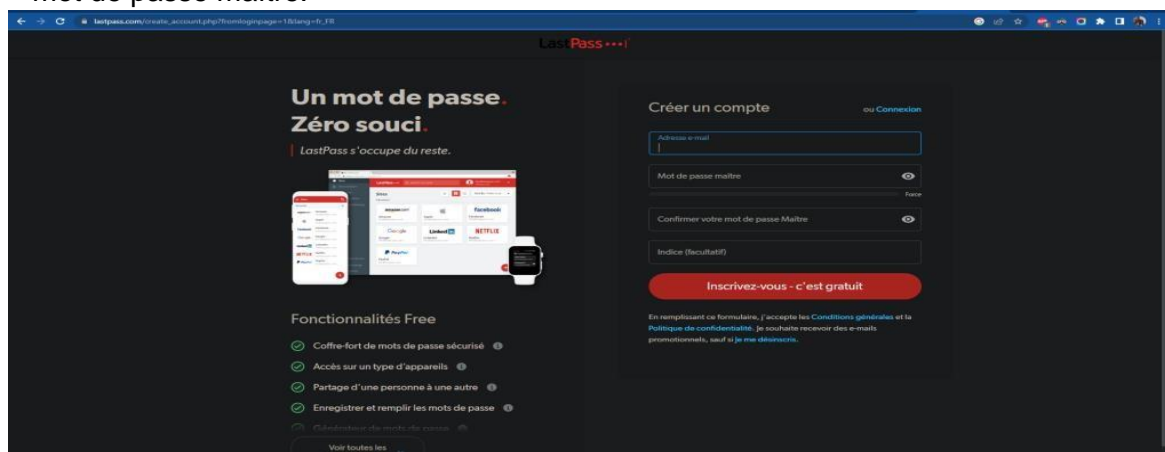 mot de passe maître.
lastpass.com/create_account.php?fromloginpage=1&lang=fr_FR
LastPass
Un mot de passe.
Zéro souci.
LastPass s'occupe du reste.
facebook
Google
Linked in
NETFLIX
PayPal
Fonctionnalités Free
Coffre-fort de mots de passe sécurisé
Accès sur un type d'appareils
Partage d'une personne à une autre
Enregistrer et remplir les mots de passe
Générateur de mots de passe
Voir toutes les
Créer un compte
ou Connexion
Adresse e-mail
Mot de passe maître
Force
Confirmer votre mot de passe Maître
Indice (facultatif)
Inscrivez-vous - c'est gratuit
En remplissant ce formulaire, j'accepte les Conditions générales et la
Politique de confidentialité. Je souhaite recevoir des e-mails
promotionnels, sauf si je me désinscris.